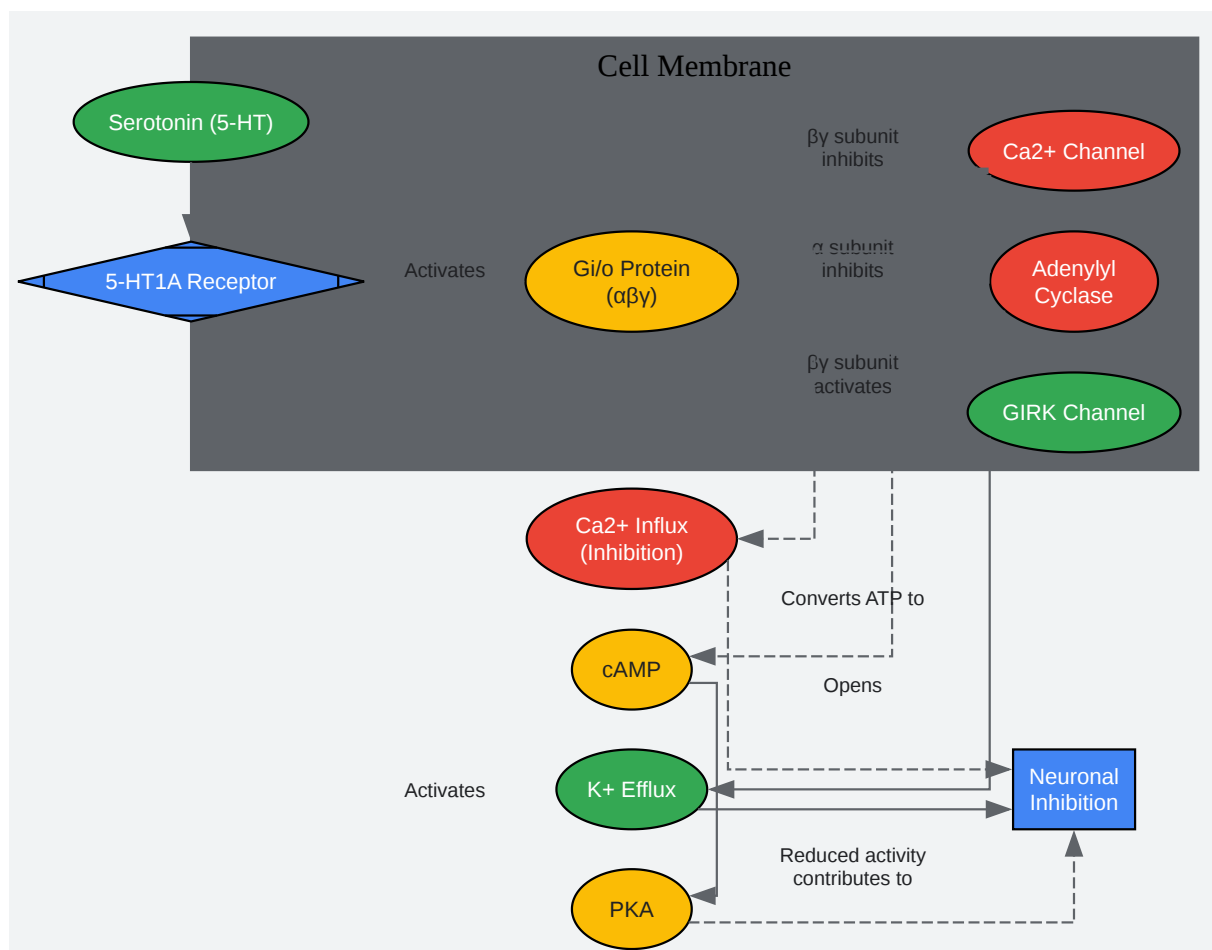 Cell Membrane
Serotonin (5-HT)
βγ subunit
inhibits
Ca2+ Channel
5-HT1A Receptor
Activates
Gi/o Protein
(αβγ)
α subunit
inhibits
Adenylyl
Cyclase
βγ subunit
activates
GIRK Channel
Ca2+ Influx
(Inhibition)
Converts ATP to
cAMP
Opens
Activates
K+ Efflux
Neuronal
Inhibition
Reduced activity
contributes to
PKA